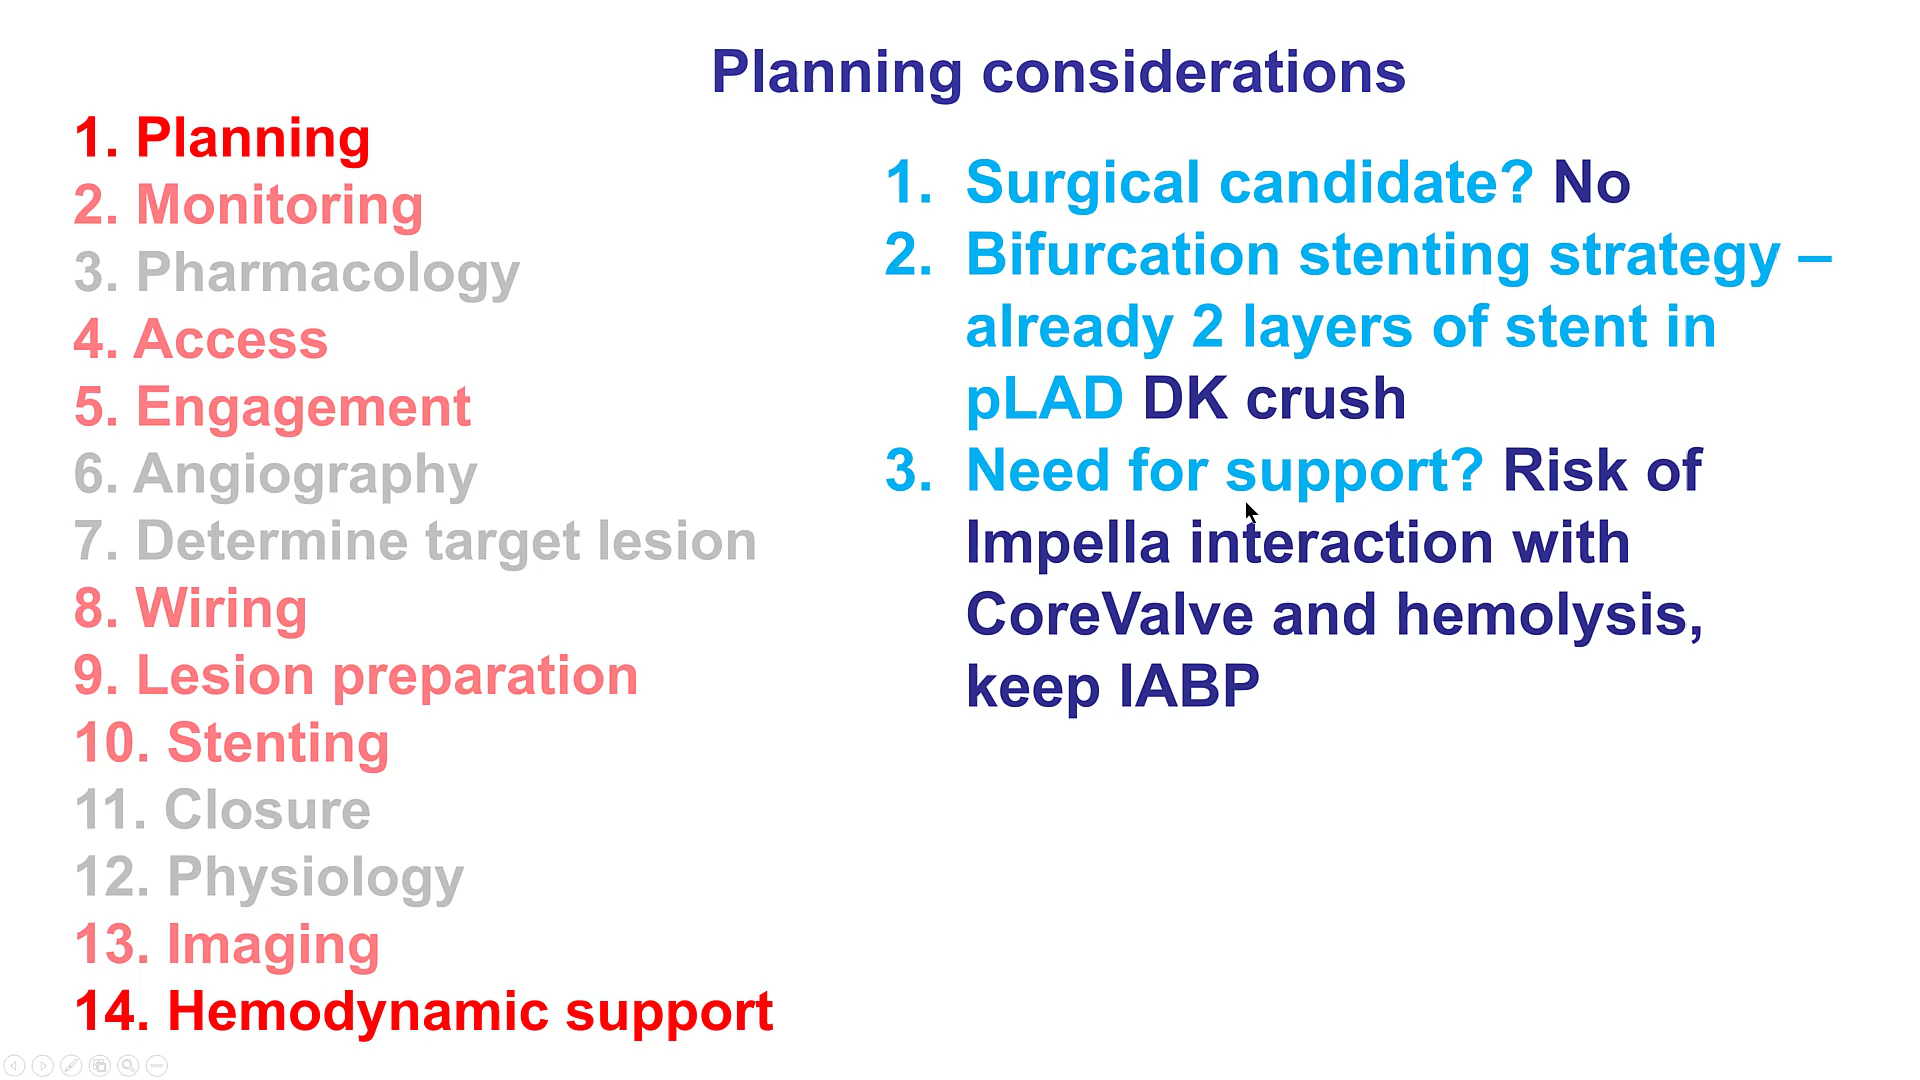 Planning considerations
1. Planning
2. Monitoring
3. Pharmacology
4. Access
5. Engagement
6. Angiography
7. Determine target lesion
8. Wiring
9. Lesion preparation
10. Stenting
11. Closure
12. Physiology
13. Imaging
14. Hemodynamic support
1. Surgical candidate? No
2. Bifurcation stenting strategy –
already 2 layers of stent in
pLAD DK crush
3. Need for support? Risk of
Impella interaction with
CoreValve and hemolysis,
keep IABP